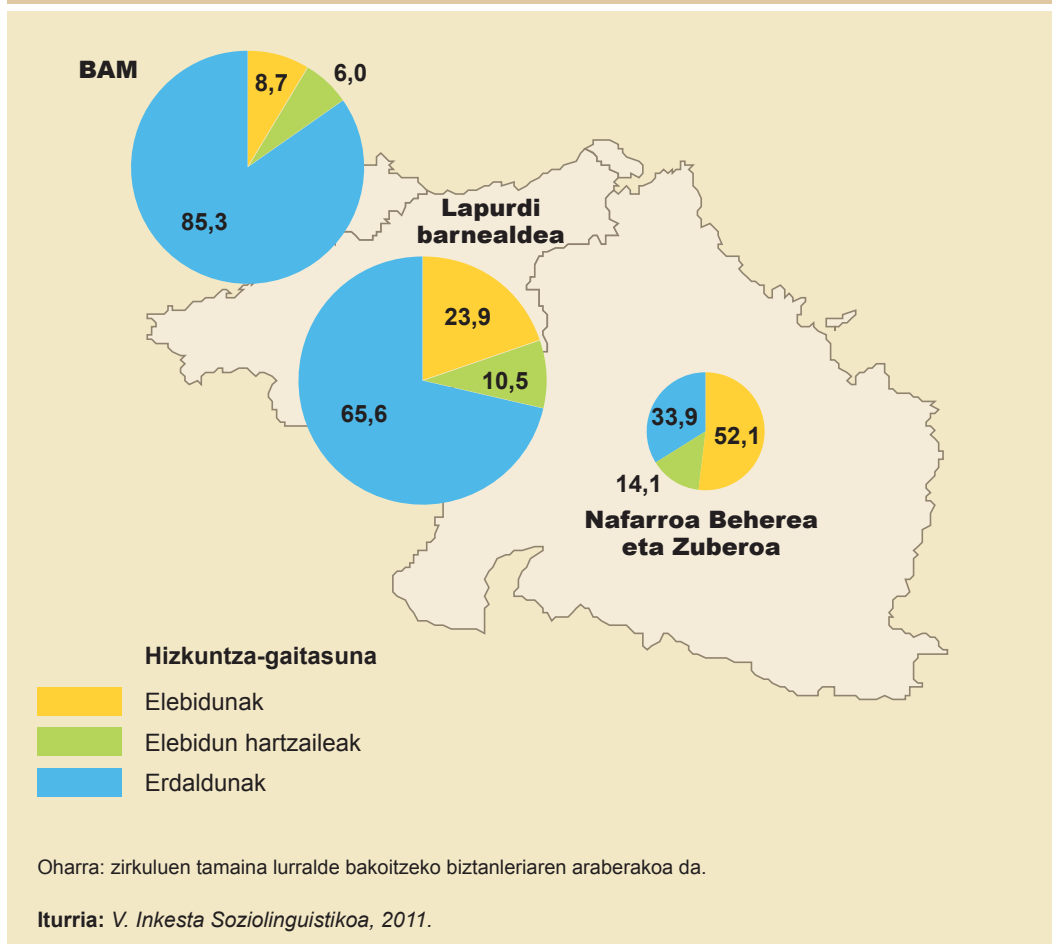 BAM
8,7
6,0
85,3
Lapurdi
barnealdea
23,9
10,5
65,6
33,9
52,1
14,1
Nafarroa Beherea
eta Zuberoa
Hizkuntza-gaitasuna
Elebidunak
Elebidun hartzaileak
Erdaldunak
Oharra: zirkuluen tamaina lurralde bakoitzeko biztanleriaren araberakoa da.
Iturria: V. Inkesta Soziolinguistikoa, 2011.